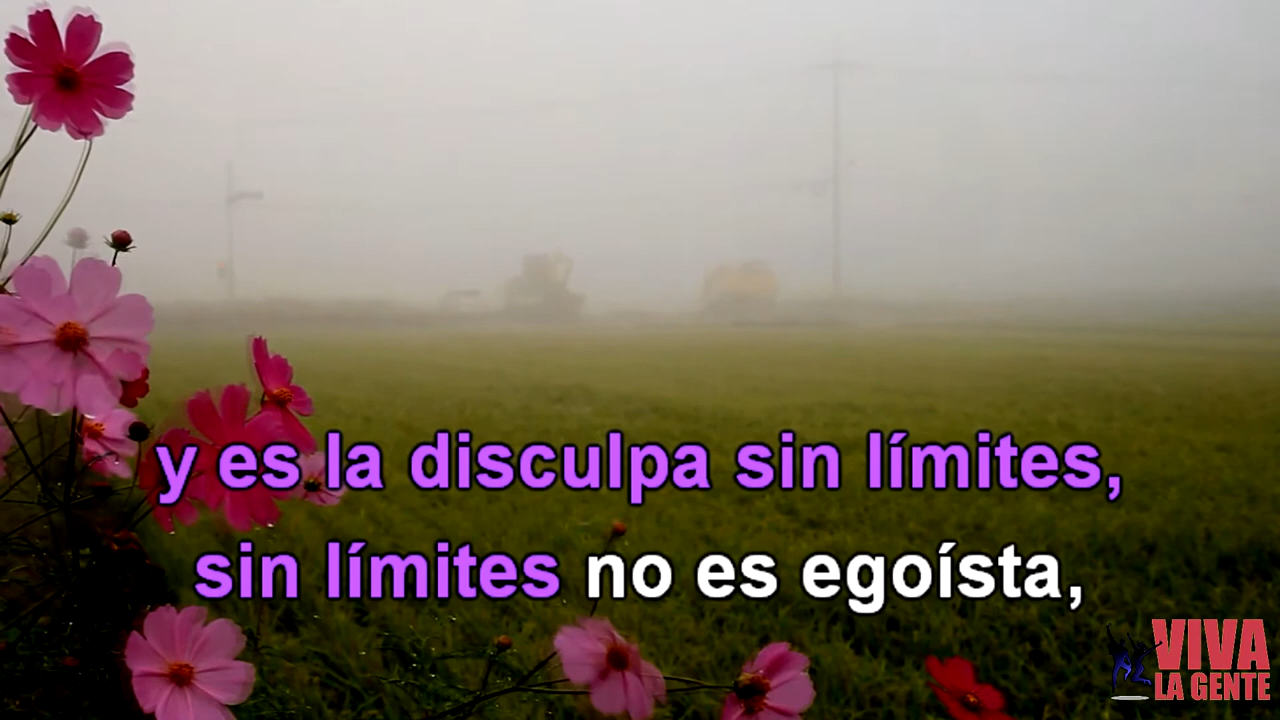 y es la disculpa sin límites,
sin límites no es egoísta,
VIVA
LA GENTE